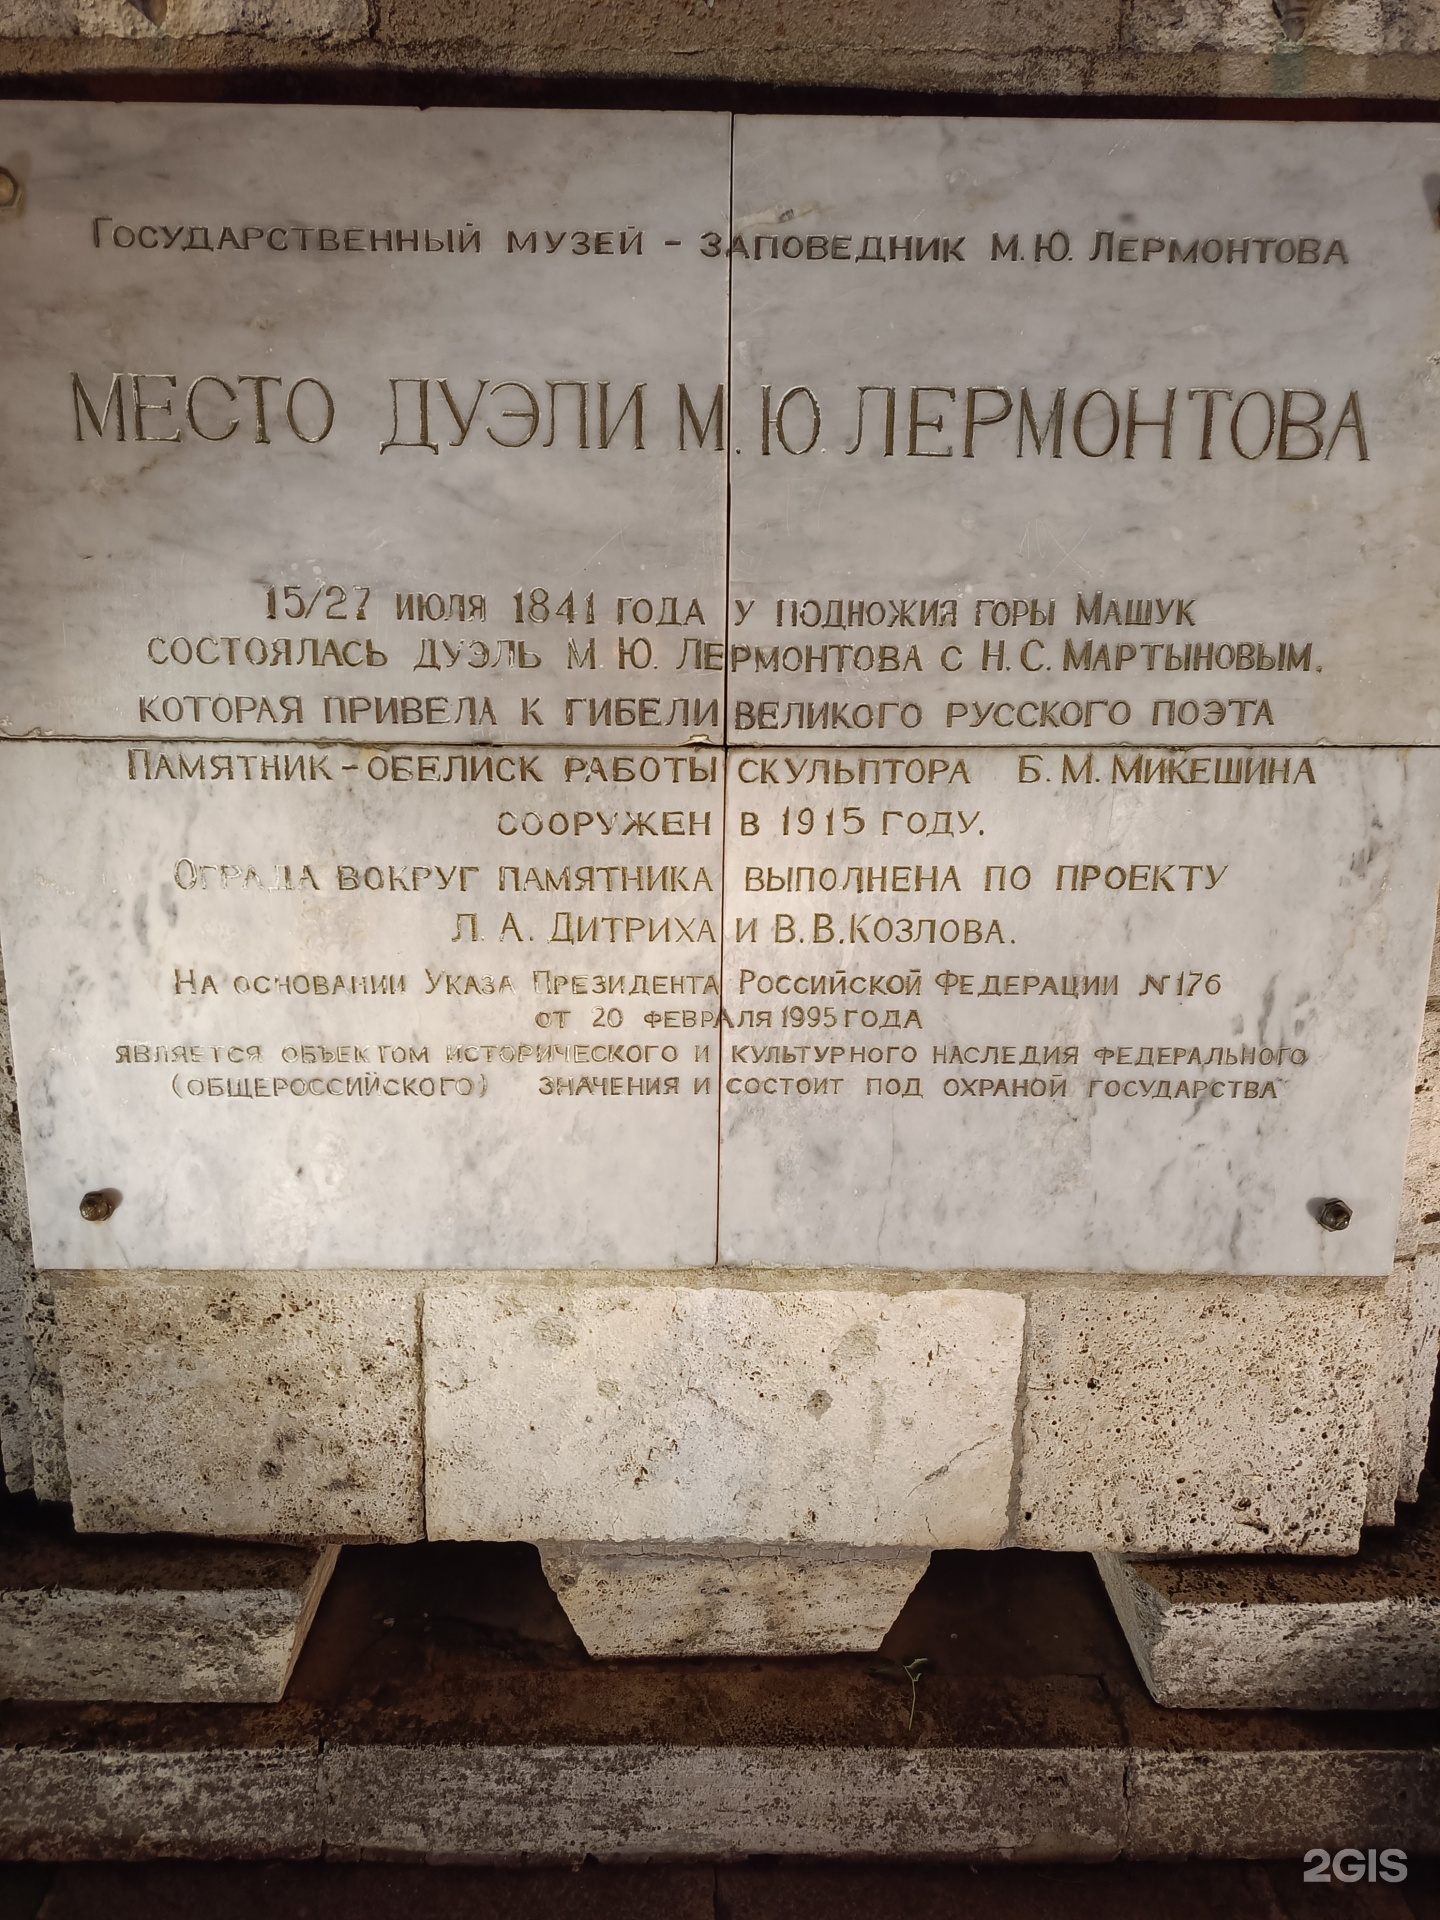 Государственный музей - заповедник М.Ю. Лермонтова
МЕСТО ДУЭЛИ М.Ю. ЛЕРМОНТОВА
15/27 июля 1841 года у подножия горы Машук
состоялась дуэль М.Ю. Лермонтова с Н.С. Мартыновым,
которая привела к гибели великого русского поэта
Памятник-обелиск работы скульптора Б.М. Микешина
сооружен в 1915 году.
Ограда вокруг памятника выполнена по проекту
Л.А. Дитриха и В.В. Козлова.
На основании Указа Президента Российской Федерации №176
от 20 февраля 1995 года
является объектом исторического и культурного наследия федерального
(общероссийского) значения и состоит под охраной государства
2GIS